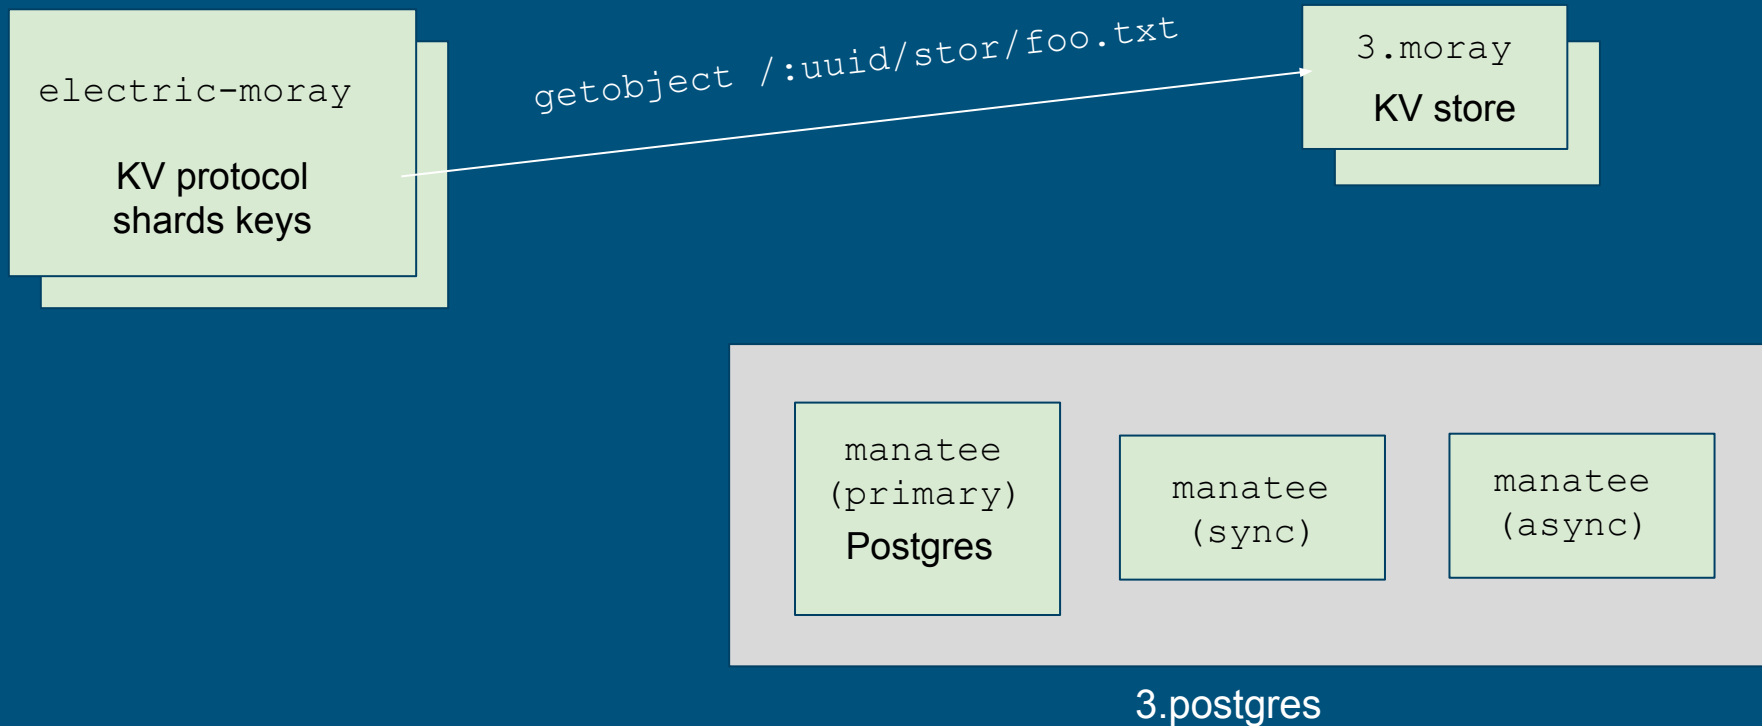 electric-moray
KV protocol
shards keys
getobject /:uuid/stor/foo.txt
3.moray
KV store
manatee
(primary)
Postgres
manatee
(sync)
manatee
(async)
3.postgres